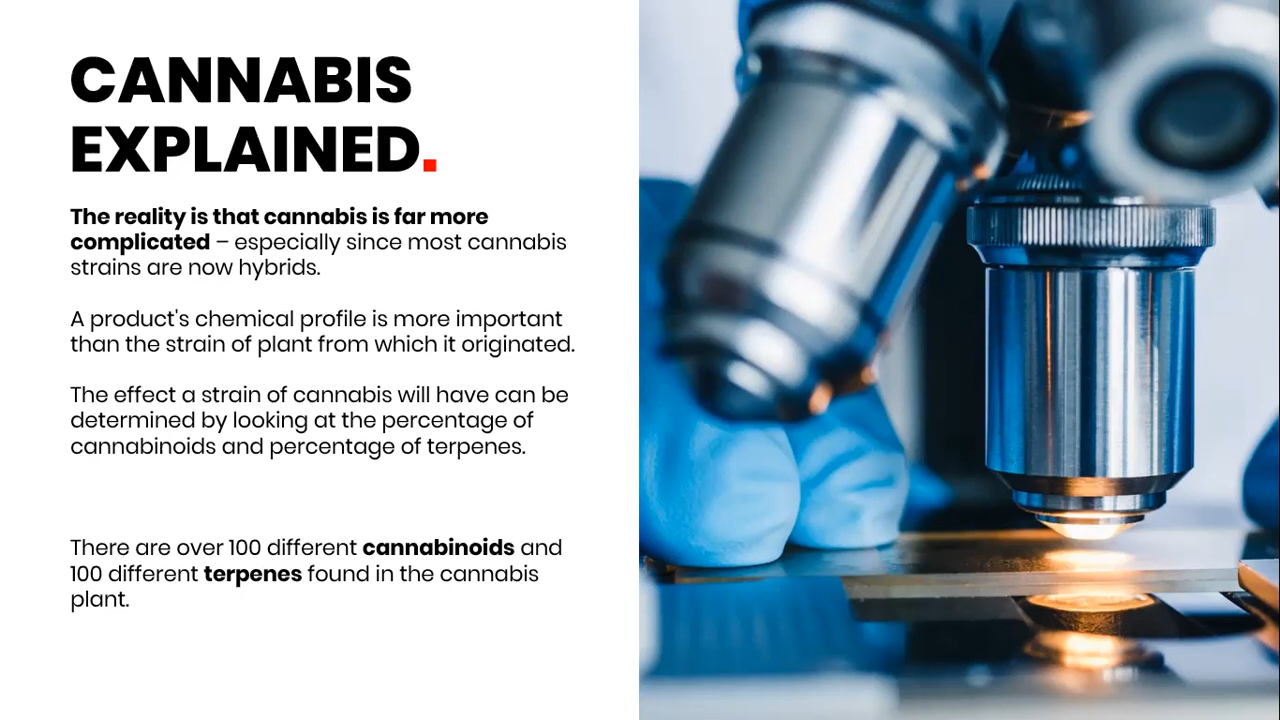 CANNABIS
EXPLAINED.
The reality is that cannabis is far more
complicated – especially since most cannabis
strains are now hybrids.
A product's chemical profile is more important
than the strain of plant from which it originated.
The effect a strain of cannabis will have can be
determined by looking at the percentage of
cannabinoids and percentage of terpenes.
There are over 100 different cannabinoids and
100 different terpenes found in the cannabis
plant.